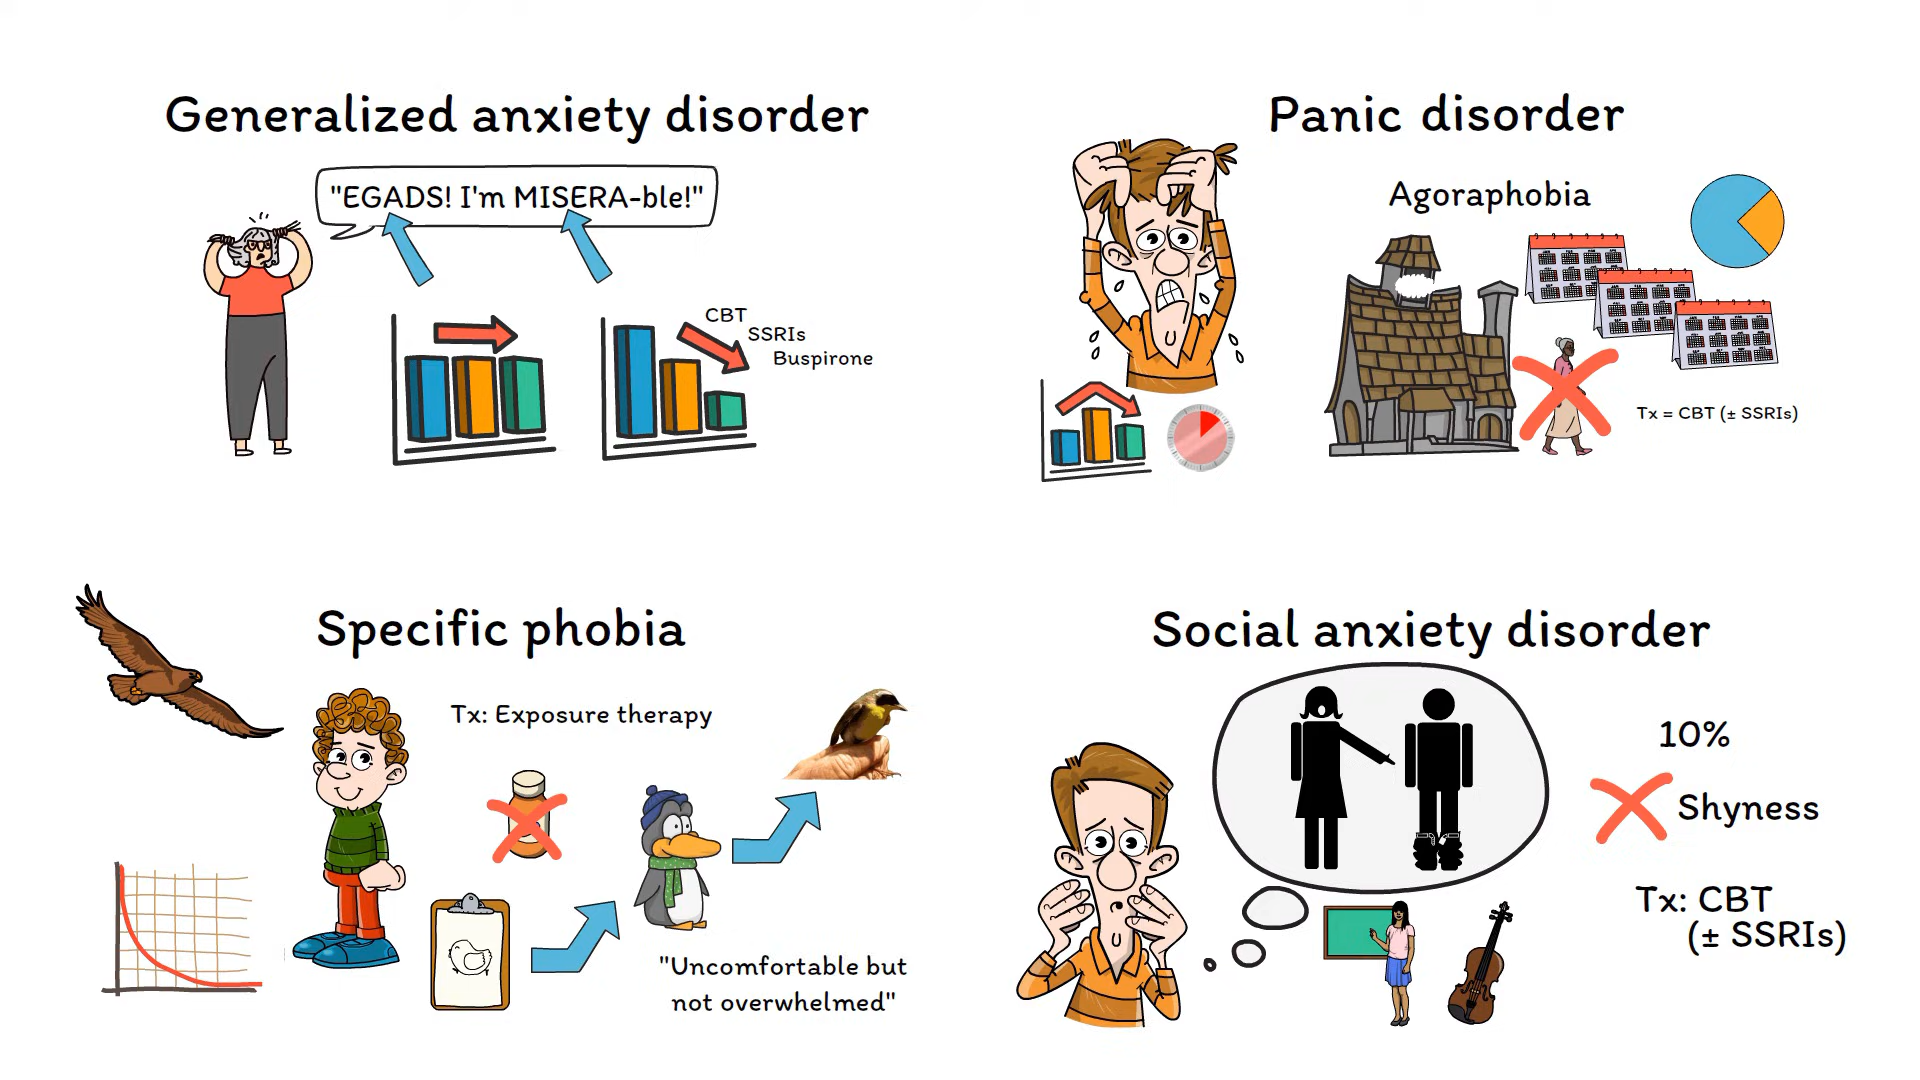 Generalized anxiety disorder
"EGADS! I'm MISERA-ble!"
CBT
SSRIs
Buspirone
Panic disorder
Agoraphobia
Tx = CBT (± SSRIs)
Specific phobia
Tx: Exposure therapy
"Uncomfortable but
not overwhelmed"
Social anxiety disorder
10%
Shyness
Tx: CBT
(± SSRIs)